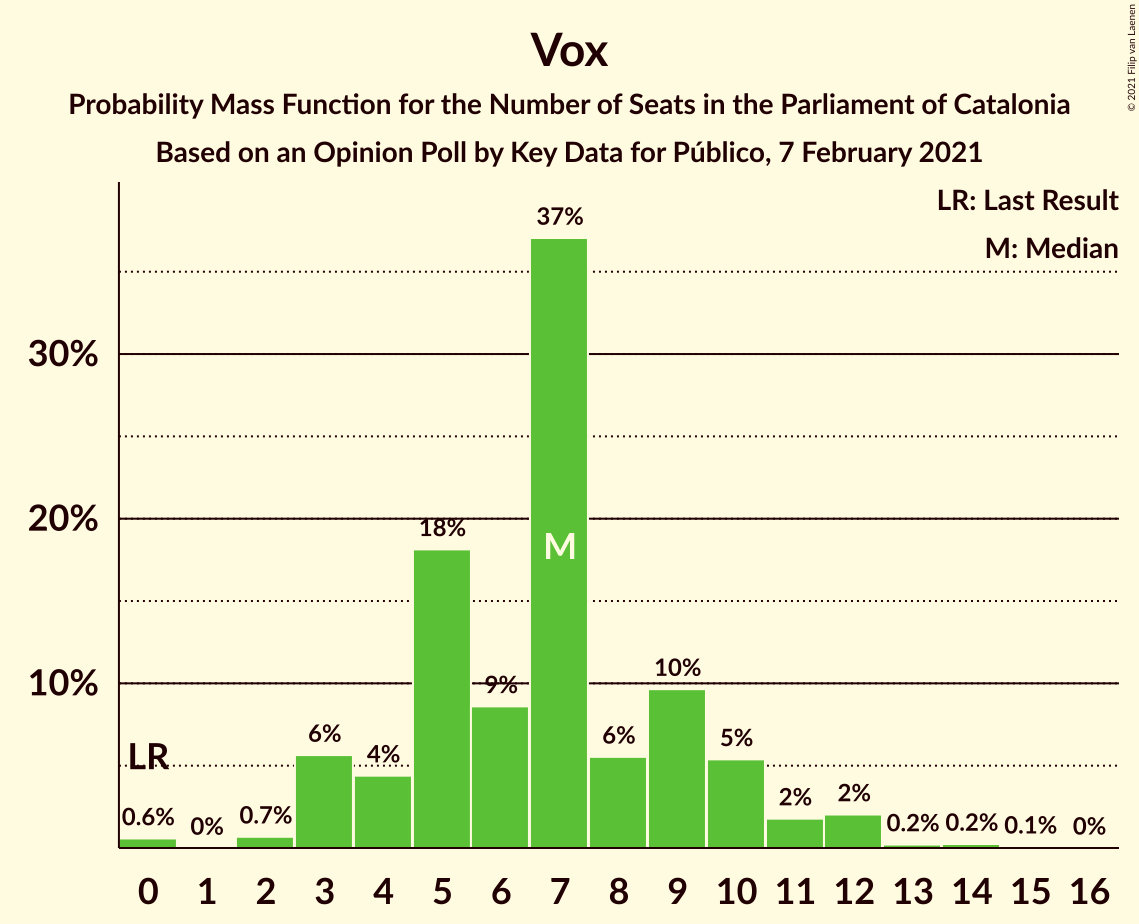 Vox
Probability Mass Function for the Number of Seats in the Parliament of Catalonia
Based on an Opinion Poll by Key Data for Público, 7 February 2021
© 2021 Filip van Laenen
LR: Last Result
M: Median
37%
30%
20%
18%
M
10%
10%
9%
6%
4%
6%
5%
LR
0.6%
0%
0.7%
2%
2%
0.2%
0.2%
0.1%
0%
0 1 2 3 4 5 6 7 8 9 10 11 12 13 14 15 16